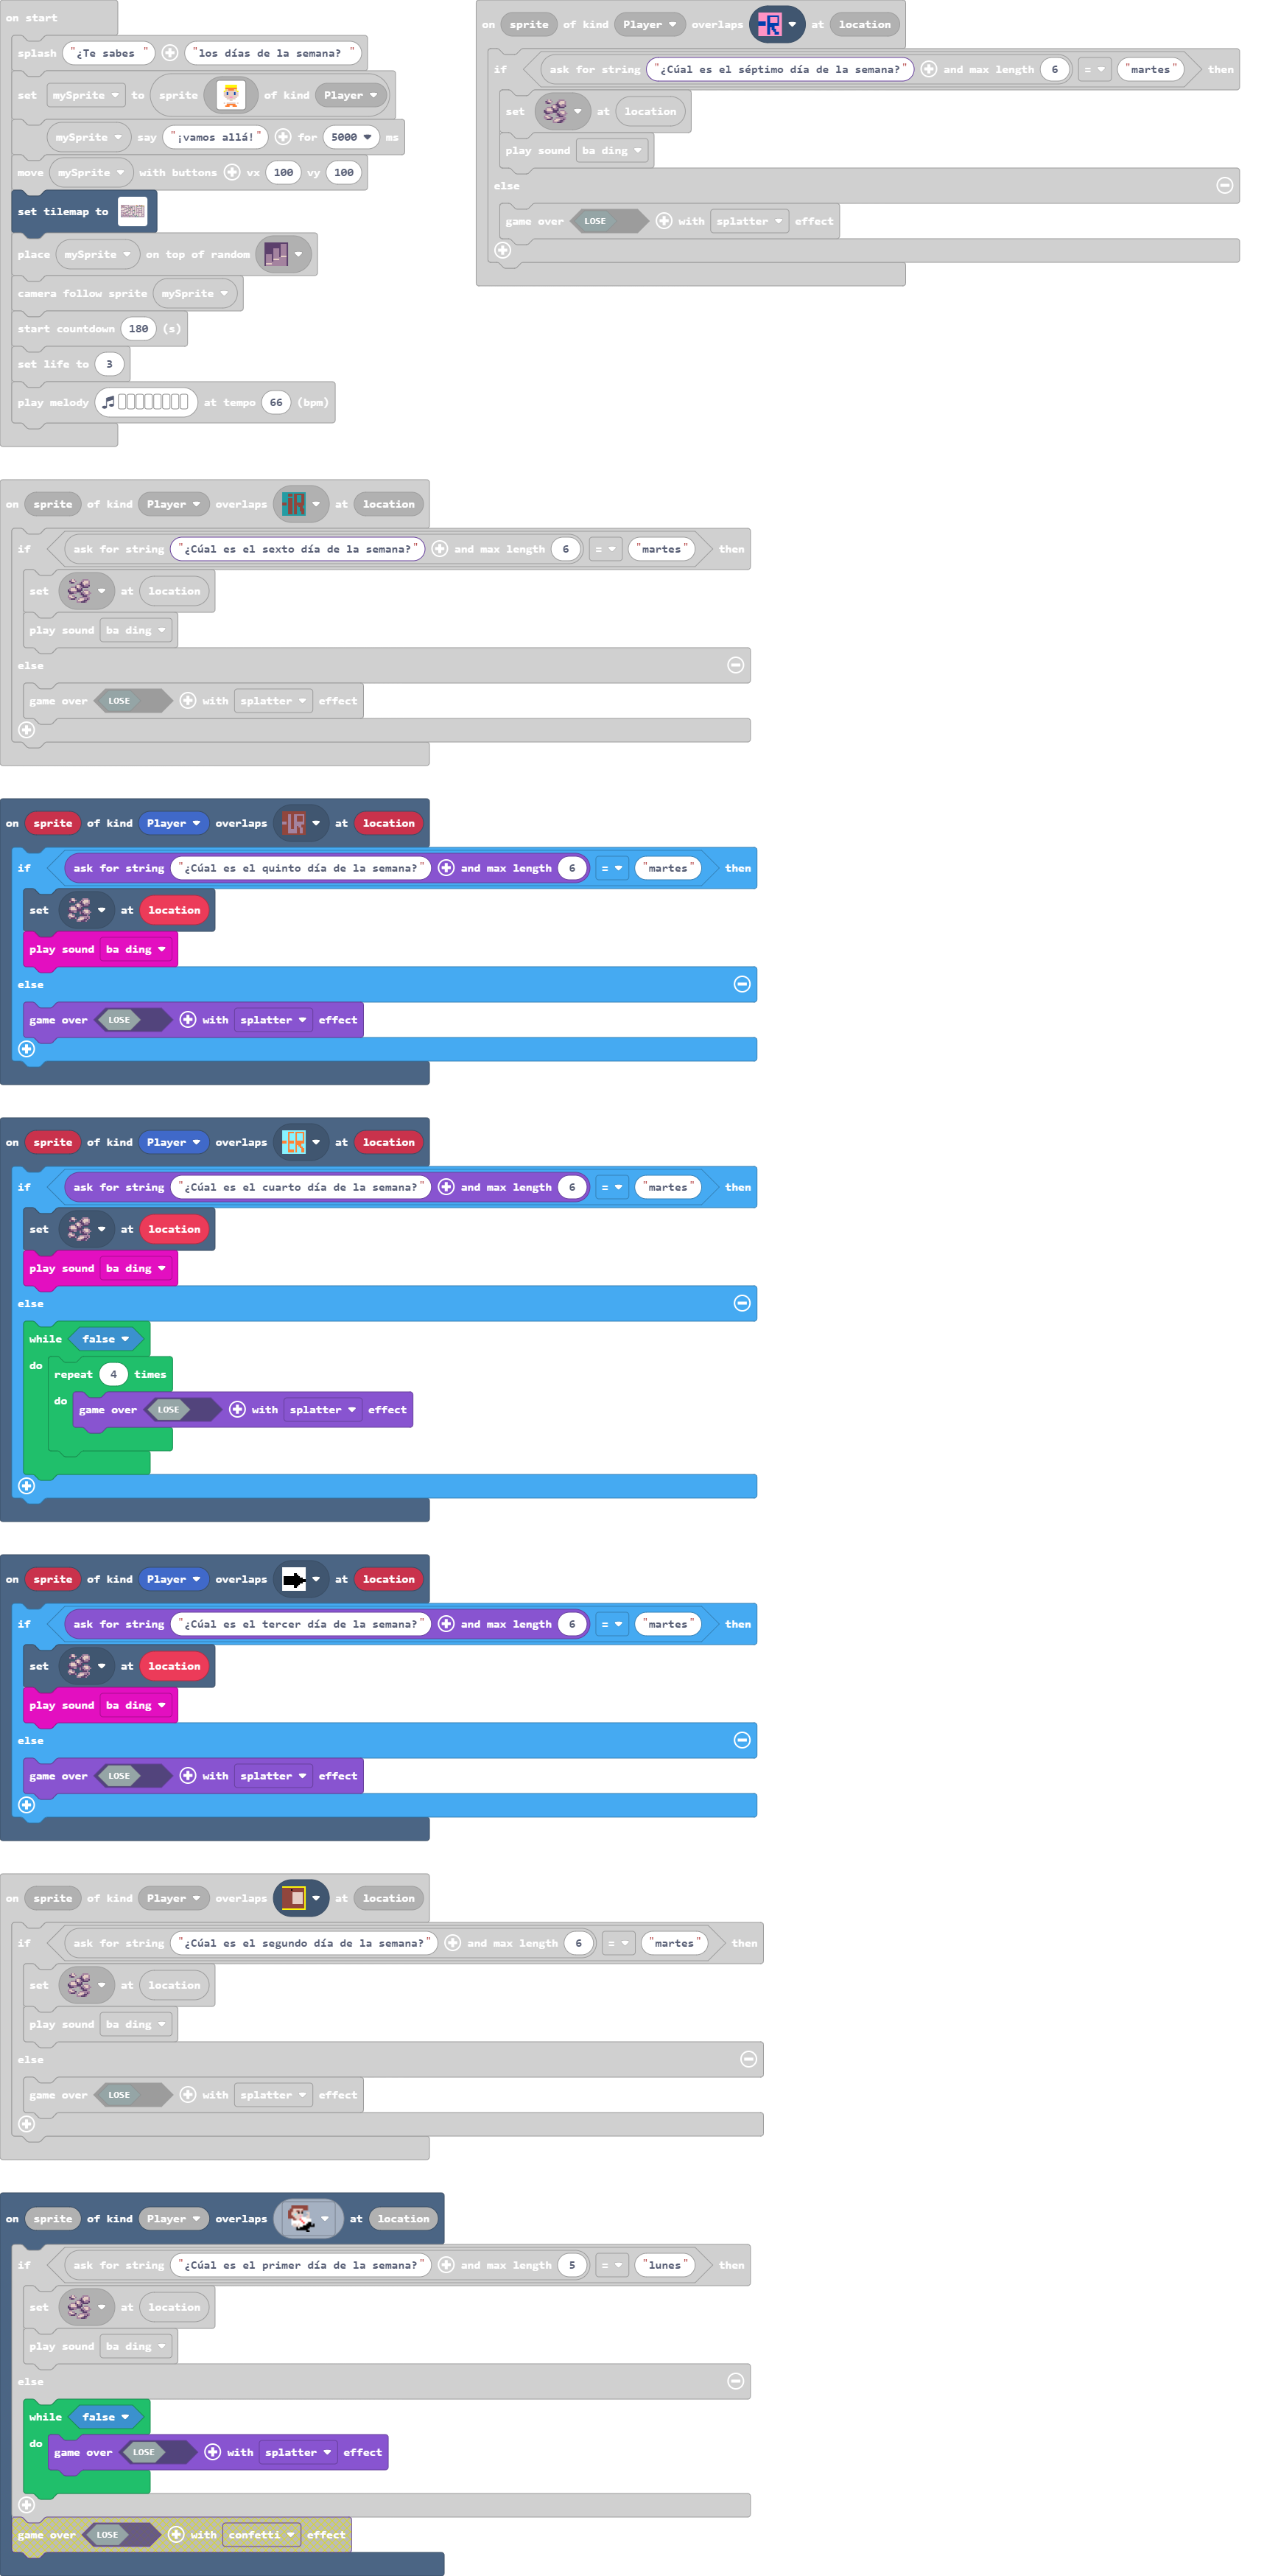 on start
splash "¿Te sabes " "los días de la semana? "
set mySprite to sprite of kind Player
mySprite say "¡vamos allá!" for 5000 ms
move mySprite with buttons vx 100 vy 100
set tilemap to
place mySprite on top of random
camera follow sprite mySprite
start countdown 180 (s)
set life to 3
play melody at tempo 66 (bpm)
on sprite of kind Player overlaps at location
if ask for string "¿Cúal es el séptimo día de la semana?" and max length 6 = "martes" then
set at location
play sound ba ding
else
game over LOSE with splatter effect
on sprite of kind Player overlaps at location
if ask for string "¿Cúal es el sexto día de la semana?" and max length 6 = "martes" then
set at location
play sound ba ding
else
game over LOSE with splatter effect
on sprite of kind Player overlaps at location
if ask for string "¿Cúal es el quinto día de la semana?" and max length 6 = "martes" then
set at location
play sound ba ding
else
game over LOSE with splatter effect
on sprite of kind Player overlaps at location
if ask for string "¿Cúal es el cuarto día de la semana?" and max length 6 = "martes" then
set at location
play sound ba ding
else
while false
do repeat 4 times
do game over LOSE with splatter effect
on sprite of kind Player overlaps at location
if ask for string "¿Cúal es el tercer día de la semana?" and max length 6 = "martes" then
set at location
play sound ba ding
else
game over LOSE with splatter effect
on sprite of kind Player overlaps at location
if ask for string "¿Cúal es el segundo día de la semana?" and max length 6 = "martes" then
set at location
play sound ba ding
else
game over LOSE with splatter effect
on sprite of kind Player overlaps at location
if ask for string "¿Cúal es el primer día de la semana?" and max length 5 = "lunes" then
set at location
play sound ba ding
else
while false
do game over LOSE with splatter effect
game over LOSE with confetti effect